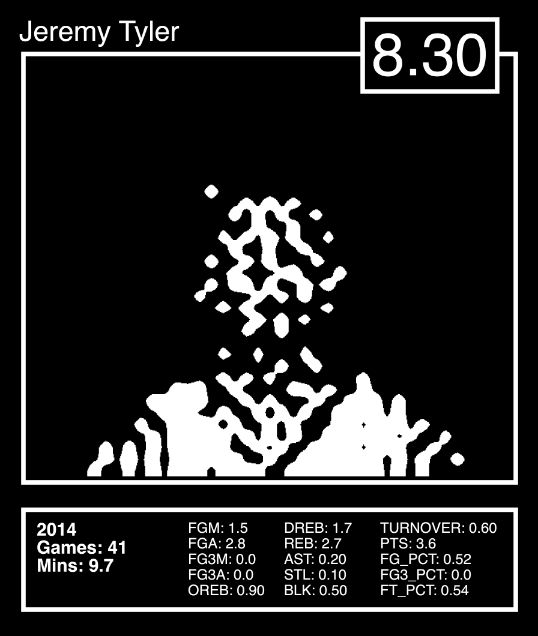 Jeremy Tyler
8.30
2014
Games: 41
Mins: 9.7
FGM: 1.5
FGA: 2.8
FG3M: 0.0
FG3A: 0.0
OREB: 0.90
DREB: 1.7
REB: 2.7
AST: 0.20
STL: 0.10
BLK: 0.50
TURNOVER: 0.60
PTS: 3.6
FG_PCT: 0.52
FG3_PCT: 0.0
FT_PCT: 0.54